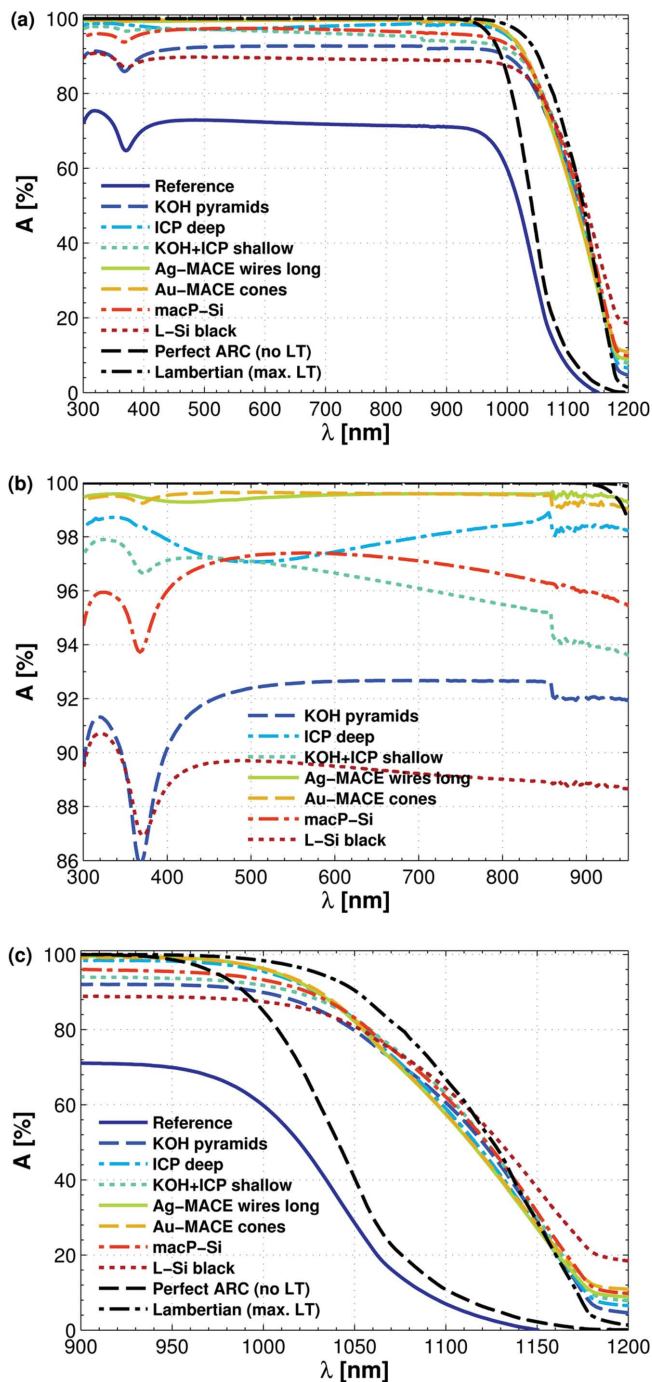 (a)
100
80
60
40
20
0
A [%]
Reference
KOH pyramids
ICP deep
KOH+ICP shallow
Ag−MACE wires long
Au−MACE cones
macP−Si
L−Si black
Perfect ARC (no LT)
Lambertian (max. LT)
300 400 500 600 700 800 900 1000 1100 1200
λ [nm]
(b)
100
98
96
94
92
90
88
86
A [%]
KOH pyramids
ICP deep
KOH+ICP shallow
Ag−MACE wires long
Au−MACE cones
macP−Si
L−Si black
300 400 500 600 700 800 900
λ [nm]
(c)
100
80
60
40
20
0
A [%]
Reference
KOH pyramids
ICP deep
KOH+ICP shallow
Ag−MACE wires long
Au−MACE cones
macP−Si
L−Si black
Perfect ARC (no LT)
Lambertian (max. LT)
900 950 1000 1050 1100 1150 1200
λ [nm]